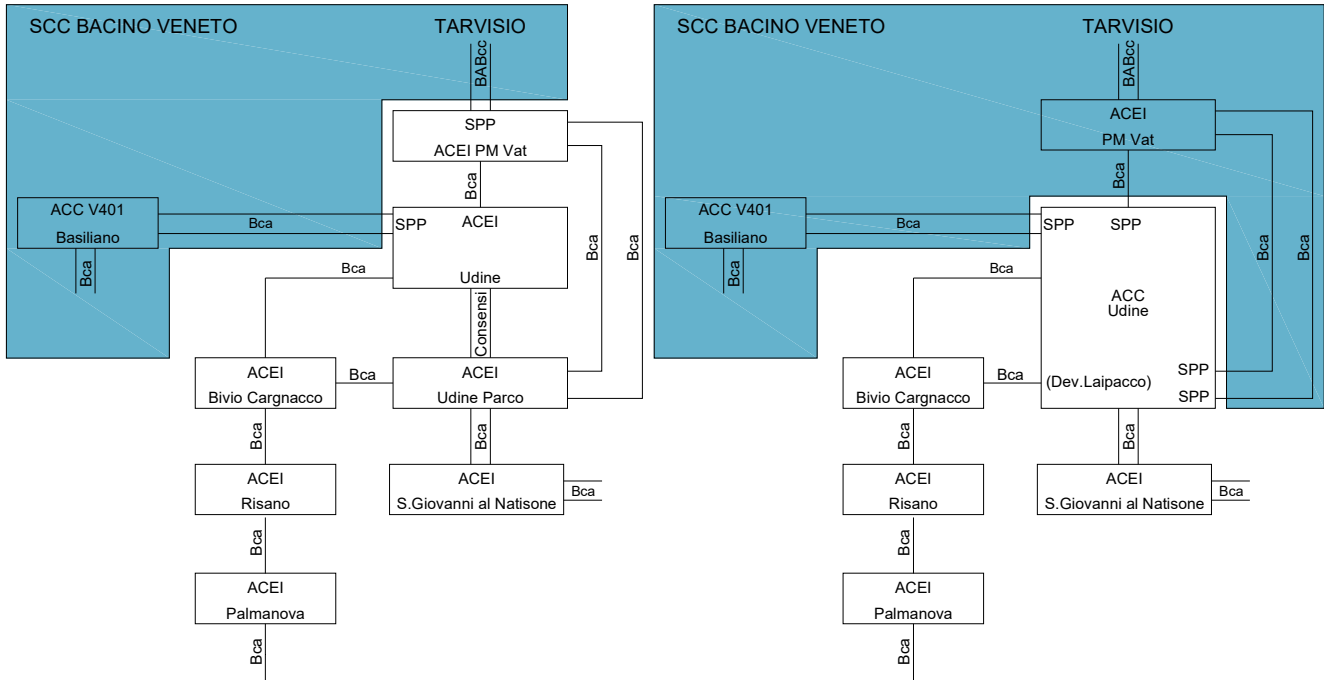 SCC BACINO VENETO
TARVISIO
BABcc
SPP
ACEI PM Vat
Bca
Bca
Bca
ACC V401
Basiliano
Bca
Bca
SPP
ACEI
Udine
Bca
Consensi
ACEI
Bivio Cargnacco
Bca
ACEI
Udine Parco
Bca
Bca
ACEI
Risano
ACEI
S.Giovanni al Natisone
Bca
Bca
ACEI
Palmanova
Bca
SCC BACINO VENETO
TARVISIO
BABcc
ACEI
PM Vat
Bca
Bca
Bca
ACC V401
Basiliano
Bca
Bca
SPP
SPP
ACC
Udine
Bca
(Dev.Laipacco)
SPP
SPP
ACEI
Bivio Cargnacco
Bca
Bca
Bca
ACEI
Risano
ACEI
S.Giovanni al Natisone
Bca
Bca
ACEI
Palmanova
Bca